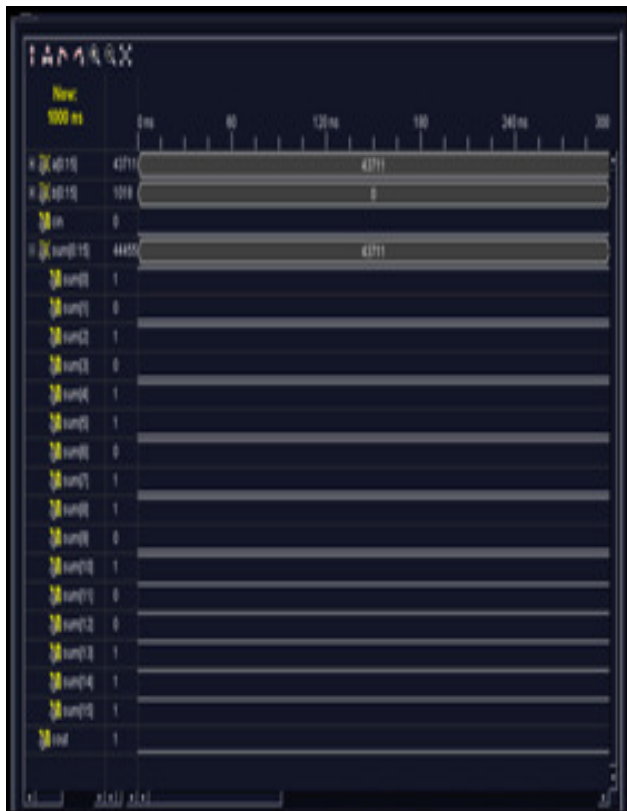 Now:
1000 ns
0 ns 60 120 ns 180 240 ns 300
a[0:15] 43711 43711
b[0:15] 1018 0
cin 0
sum[0:15] 44455 43711
sum[0] 1
sum[1] 0
sum[2] 1
sum[3] 0
sum[4] 1
sum[5] 1
sum[6] 0
sum[7] 1
sum[8] 1
sum[9] 0
sum[10] 1
sum[11] 0
sum[12] 0
sum[13] 1
sum[14] 1
sum[15] 1
cout 1